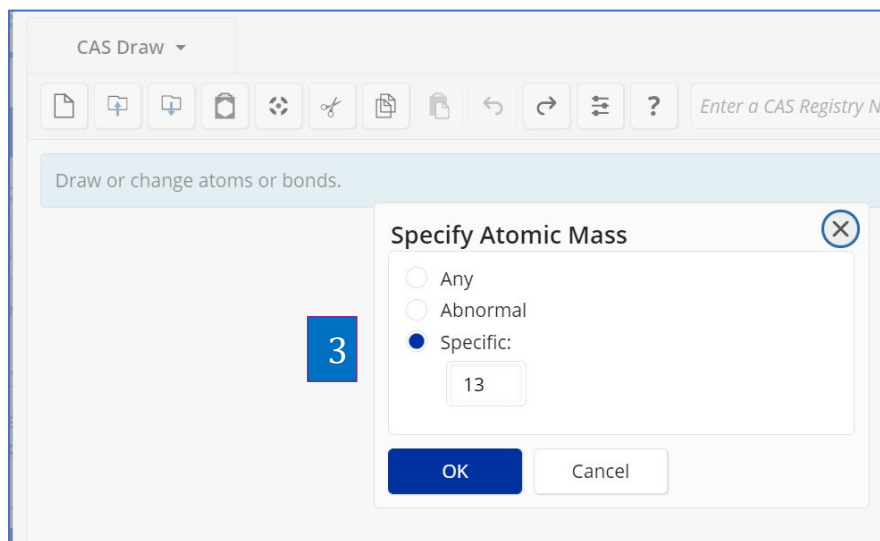 CAS Draw
? Enter a CAS Registry N
Draw or change atoms or bonds.
Specify Atomic Mass
Any
Abnormal
3 Specific:
13
OK Cancel